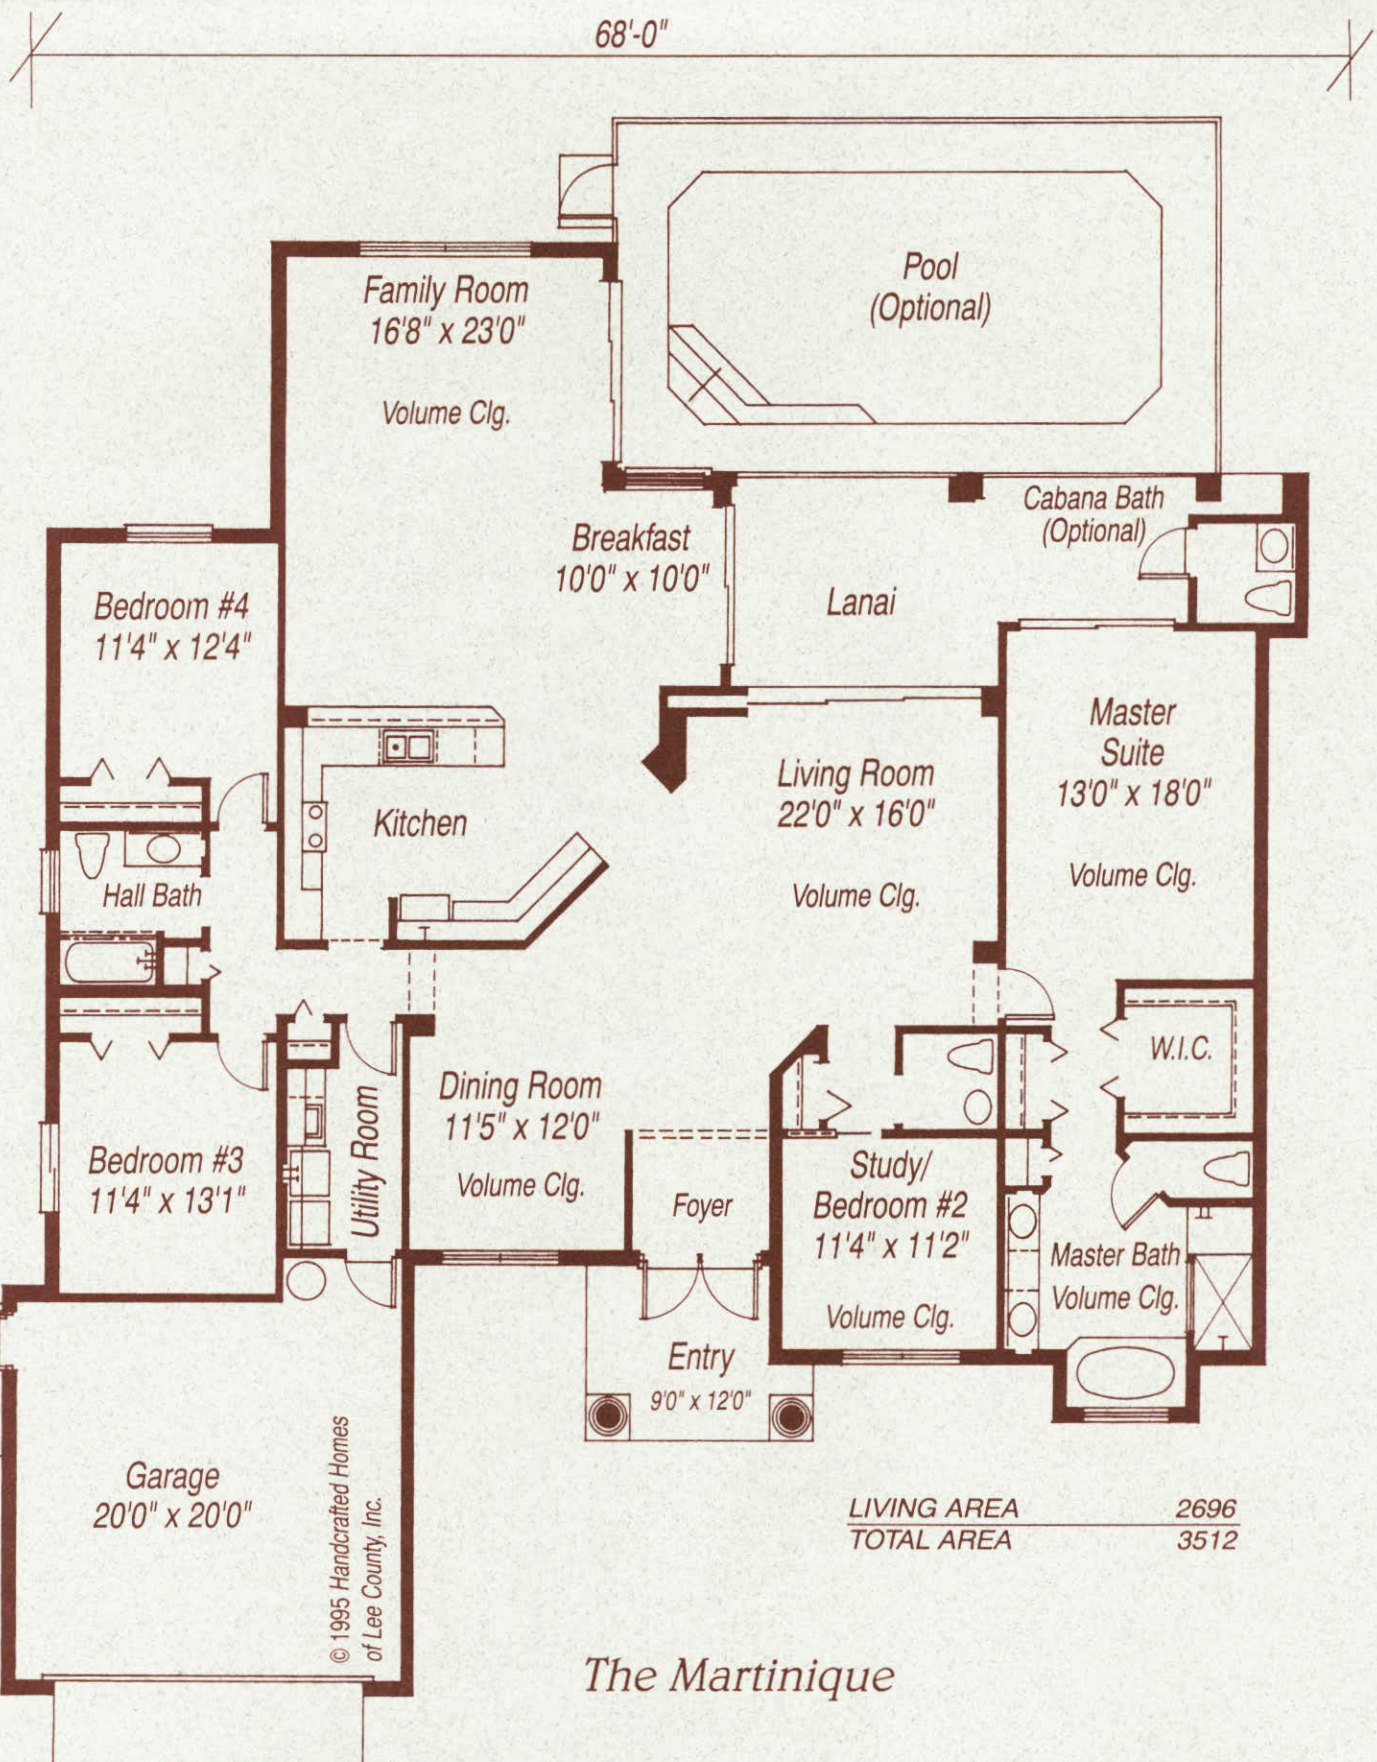 68'-0"
Pool
(Optional)
Family Room
16'8" x 23'0"
Volume Clg.
Cabana Bath
(Optional)
Breakfast
10'0" x 10'0"
Lanai
Bedroom #4
11'4" x 12'4"
Master
Suite
13'0" x 18'0"
Volume Clg.
Living Room
22'0" x 16'0"
Volume Clg.
Kitchen
Hall Bath
W.I.C.
Dining Room
11'5" x 12'0"
Volume Clg.
Utility Room
Bedroom #3
11'4" x 13'1"
Foyer
Study/
Bedroom #2
11'4" x 11'2"
Volume Clg.
Master Bath
Volume Clg.
Entry
9'0" x 12'0"
Garage
20'0" x 20'0"
© 1995 Handcrafted Homes
of Lee County, Inc.
LIVING AREA 2696
TOTAL AREA 3512
The Martinique